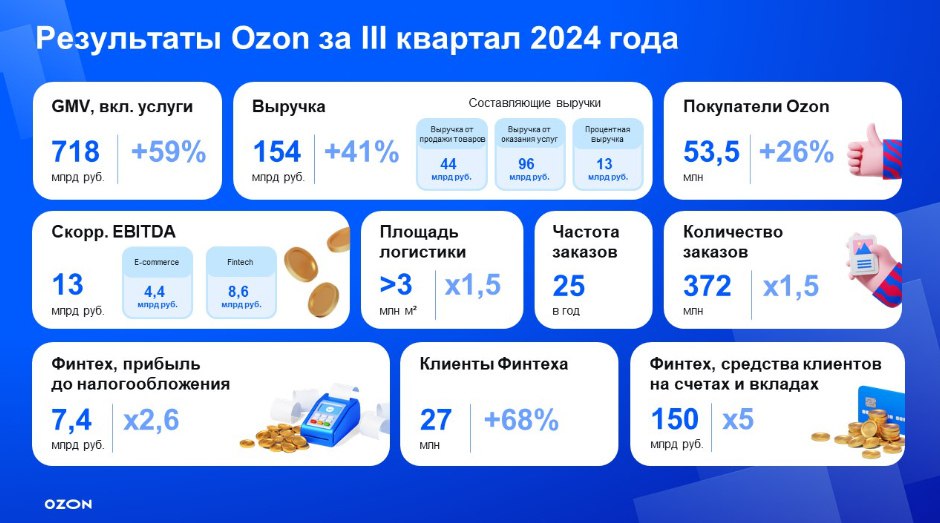 Результаты Ozon за III квартал 2024 года
GMV, вкл. услуги
718
млрд руб.
+59%
Выручка
154
млрд руб.
+41%
Составляющие выручки
Выручка от
продажи товаров
44
млрд руб.
Выручка от
оказания услуг
96
млрд руб.
Процентная
выручка
13
млрд руб.
Покупатели Ozon
53,5
млн
+26%
Скорр. EBITDA
13
млрд руб.
E-commerce
4,4
млрд руб.
Fintech
8,6
млрд руб.
Площадь
логистики
>3
млн м²
x1,5
Частота
заказов
25
в год
Количество
заказов
372
млн
x1,5
Финтех, прибыль
до налогообложения
7,4
млрд руб.
x2,6
Клиенты Финтеха
27
млн
+68%
Финтех, средства клиентов
на счетах и вкладах
150
млрд руб.
x5
OZON